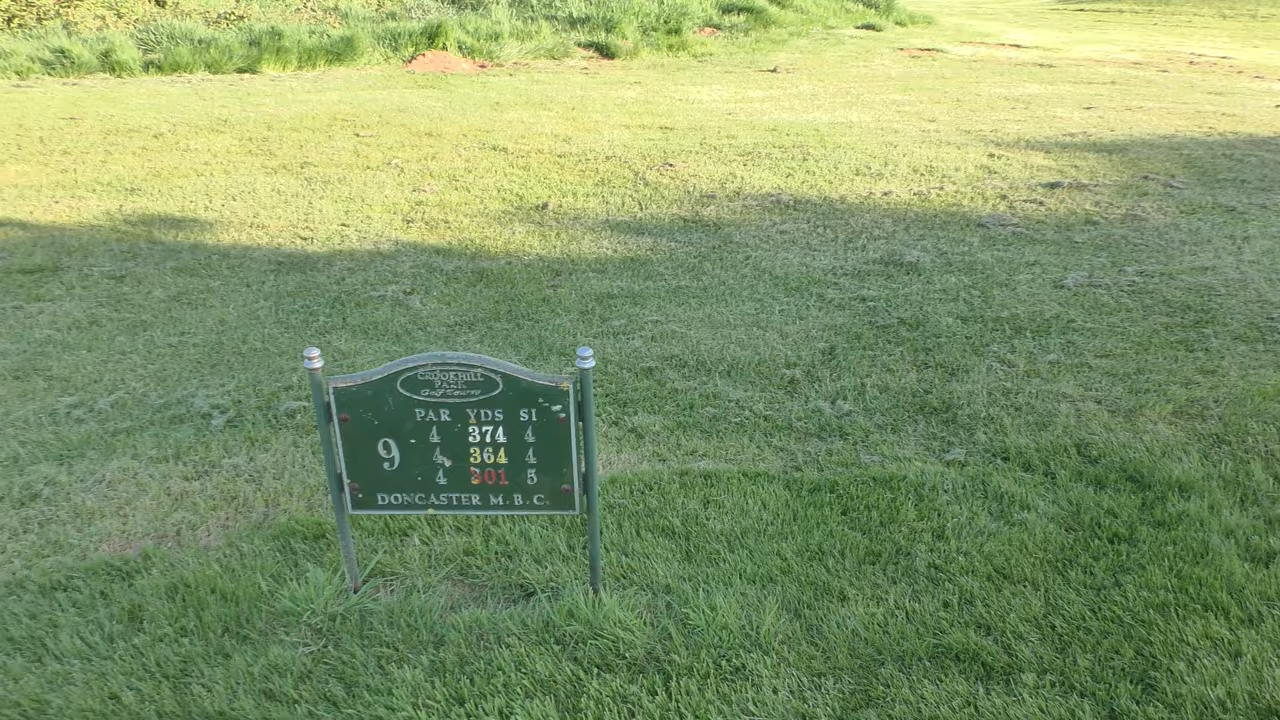 CROOKHILL
PARK
Golf Course
PAR YDS SI
4 374 4
9 4 364 4
4 301 5
DONCASTER M.B.C.